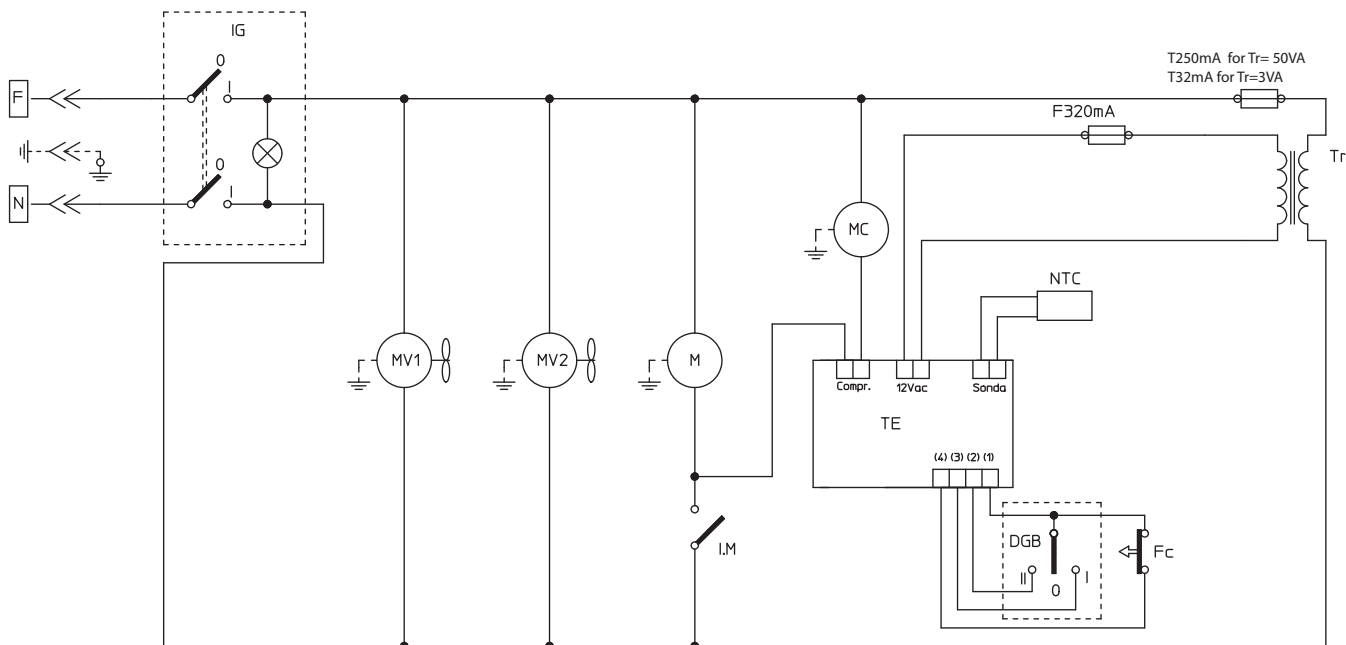 IG
0
I
T250mA for Tr= 50VA
T32mA for Tr=3VA
F
F320mA
Tr
0
I
N
MC
NTC
MV1
MV2
M
Compr.
12Vac
Sonda
TE
(4) (3) (2) (1)
I.M
DGB
II
0
I
Fc